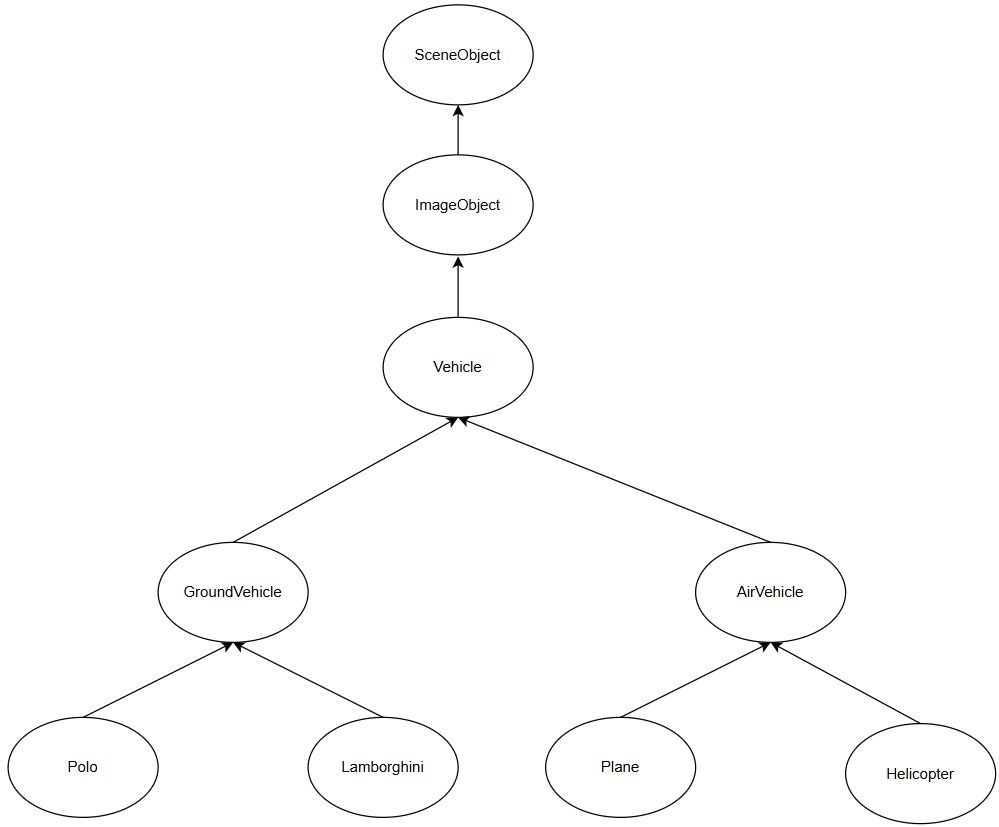 SceneObject
ImageObject
Vehicle
GroundVehicle
AirVehicle
Polo
Lamborghini
Plane
Helicopter